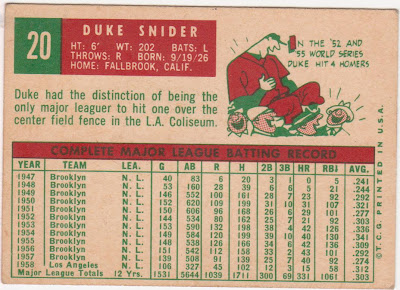 20
DUKE SNIDER
HT: 6' WT: 202 BATS: L
THROWS: R BORN: 9/19/26
HOME: FALLBROOK, CALIF.
IN THE '52 AND
'55 WORLD SERIES
DUKE HIT 4 HOMERS
Duke had the distinction of being the
only major leaguer to hit one over the
center field fence in the L.A. Coliseum.
COMPLETE MAJOR LEAGUE BATTING RECORD
YEAR TEAM LEA. G AB R H 2B 3B HR RBI AVG.
1947 Brooklyn N. L. 40 83 6 20 3 1 0 5 .241
1948 Brooklyn N. L. 53 160 22 39 6 6 5 21 .244
1949 Brooklyn N. L. 146 552 100 161 28 7 23 92 .292
1950 Brooklyn N. L. 152 620 109 199 31 10 31 107 .321
1951 Brooklyn N. L. 150 606 96 168 26 6 29 101 .277
1952 Brooklyn N. L. 144 534 80 162 25 7 21 92 .303
1953 Brooklyn N. L. 153 590 132 198 38 4 42 126 .336
1954 Brooklyn N. L. 149 584 120 199 39 10 40 130 .341
1955 Brooklyn N. L. 148 538 126 166 34 6 42 136 .309
1956 Brooklyn N. L. 151 542 112 158 33 2 43 101 .292
1957 Brooklyn N. L. 139 508 91 139 25 7 40 92 .274
1958 Los Angeles N. L. 106 327 45 102 12 3 15 58 .312
Major League Totals 12 Yrs. 1531 5644 1039 1711 300 69 331 1061 .303
© T. C. G. PRINTED IN U.S.A.